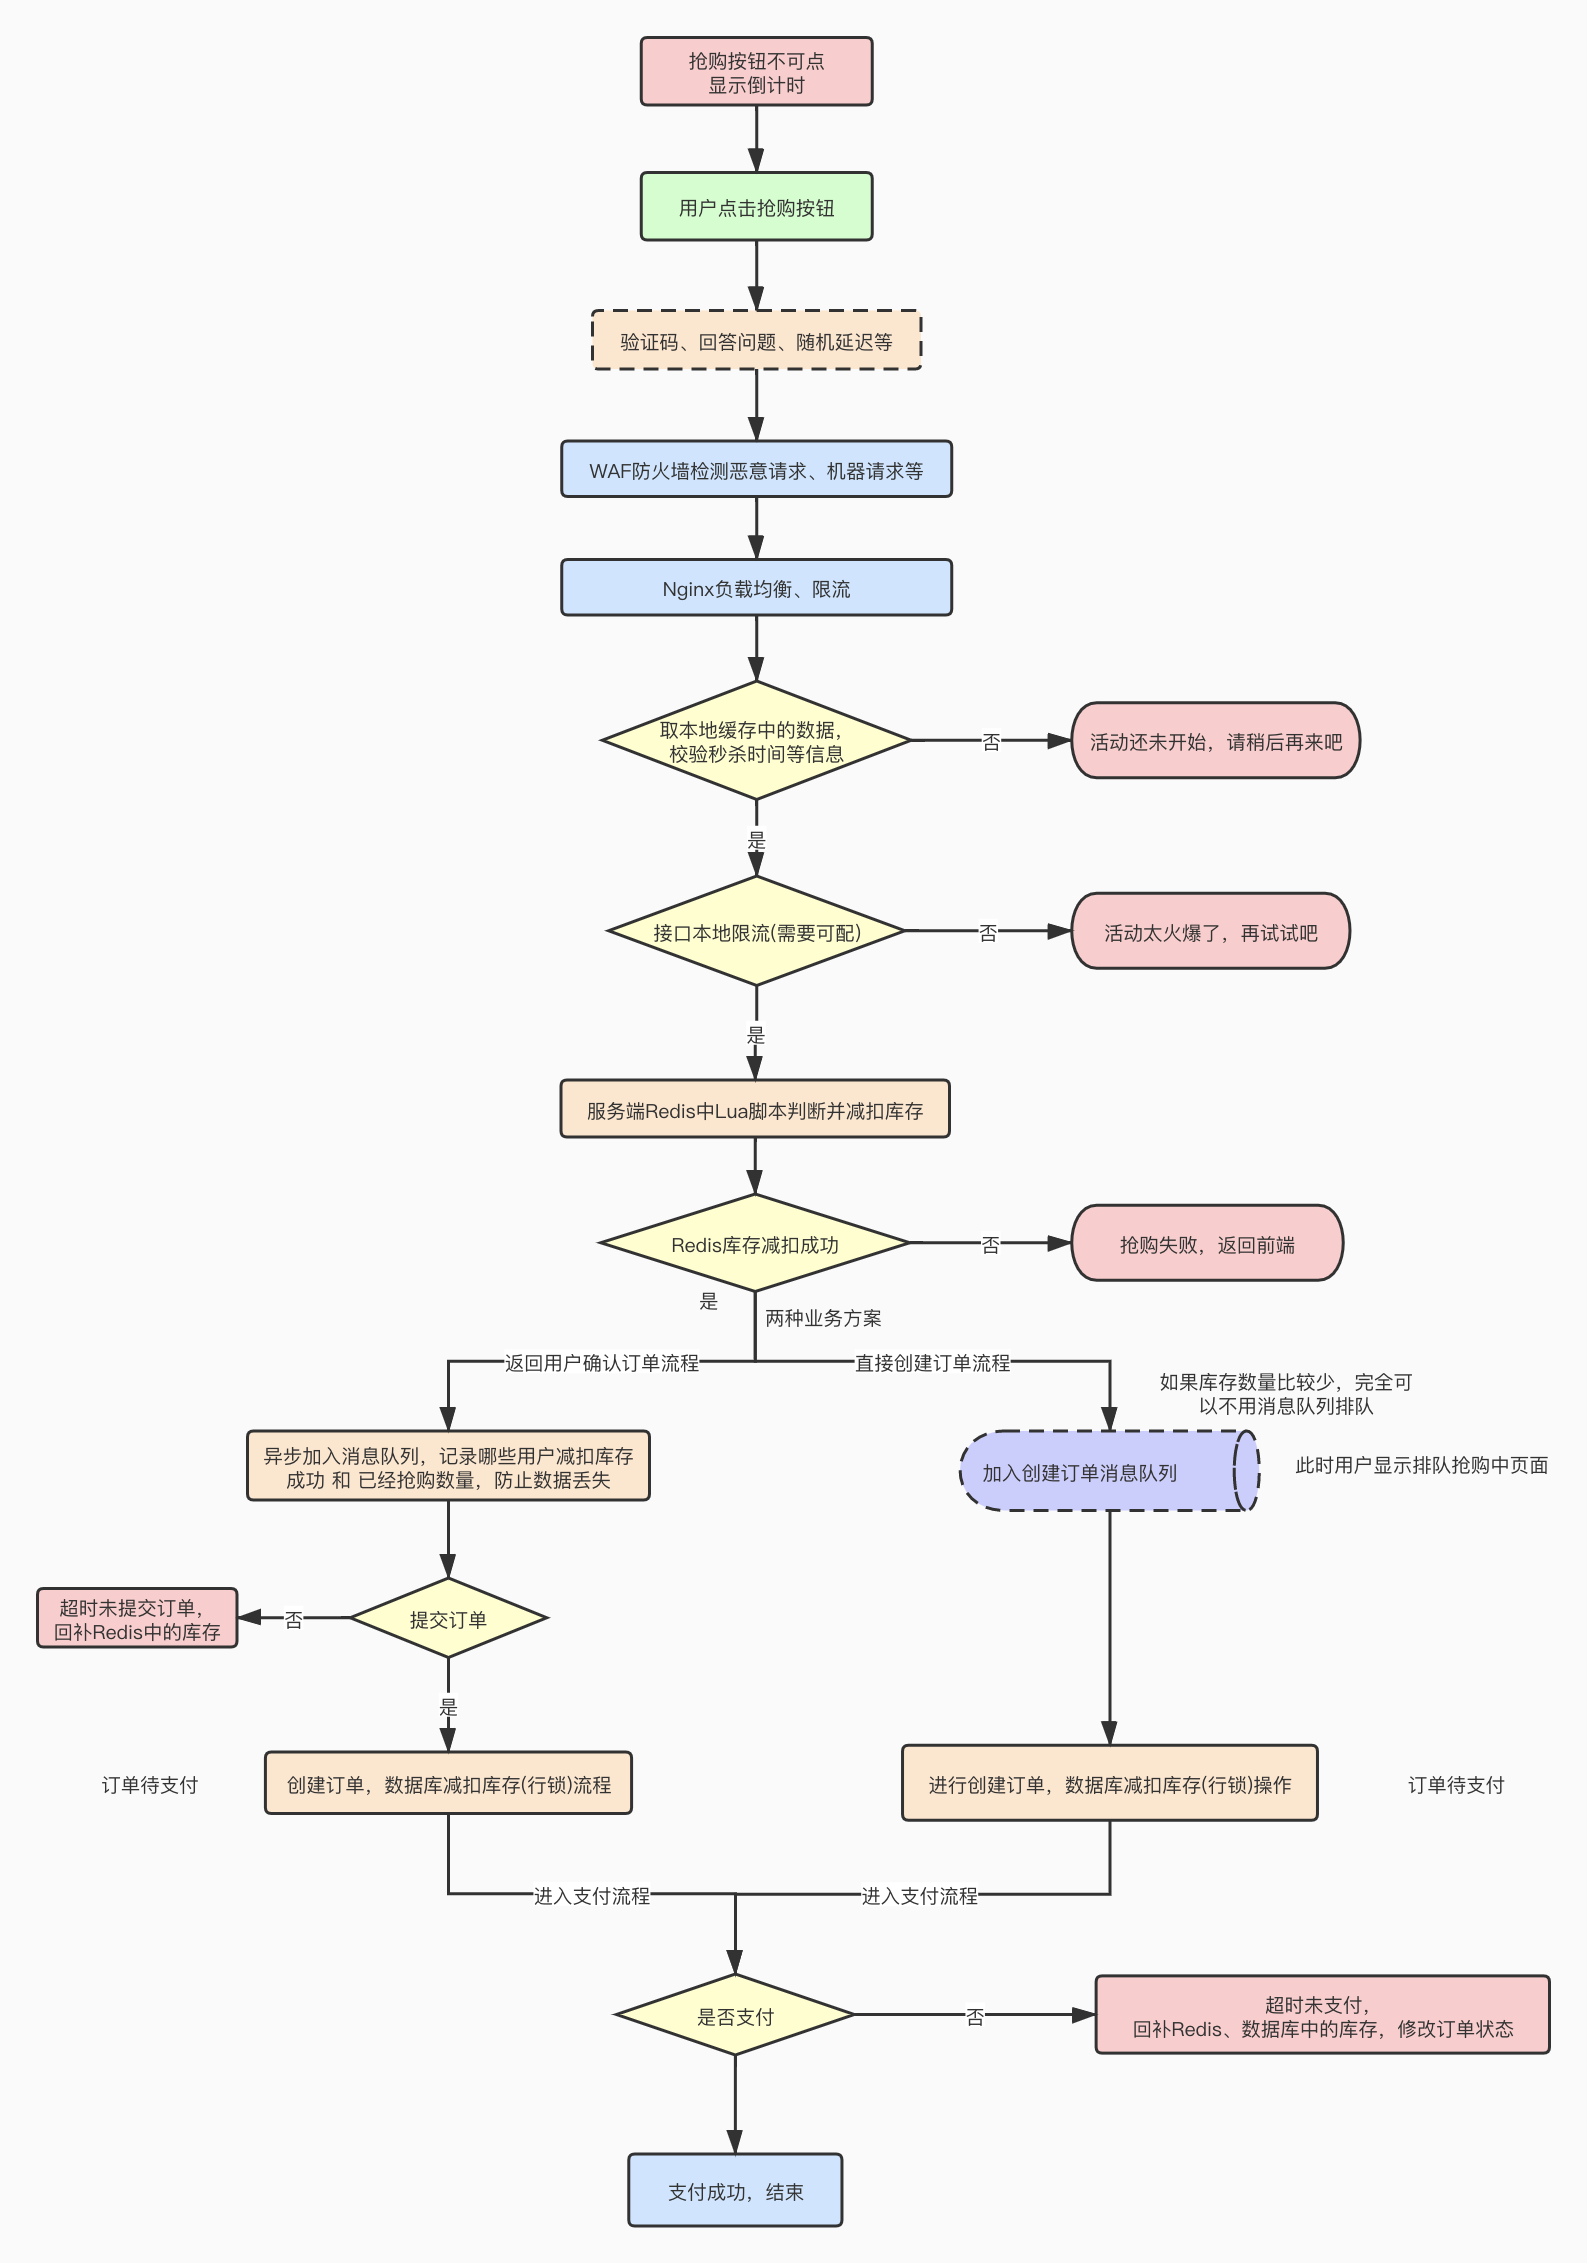 抢购按钮不可点
显示倒计时
用户点击抢购按钮
验证码、回答问题、随机延迟等
WAF防火墙检测恶意请求、机器请求等
Nginx负载均衡、限流
取本地缓存中的数据，
校验秒杀时间等信息
否
活动还未开始，请稍后再来吧
是
接口本地限流(需要可配)
否
活动太火爆了，再试试吧
是
服务端Redis中Lua脚本判断并减扣库存
Redis库存减扣成功
否
抢购失败，返回前端
是
两种业务方案
返回用户确认订单流程
直接创建订单流程
如果库存数量比较少，完全可
以不用消息队列排队
异步加入消息队列，记录哪些用户减扣库存
成功 和 已经抢购数量，防止数据丢失
加入创建订单消息队列
此时用户显示排队抢购中页面
超时未提交订单，
回补Redis中的库存
否
提交订单
是
订单待支付
创建订单，数据库减扣库存(行锁)流程
进行创建订单，数据库减扣库存(行锁)操作
订单待支付
进入支付流程
进入支付流程
是否支付
否
超时未支付，
回补Redis、数据库中的库存，修改订单状态
支付成功，结束